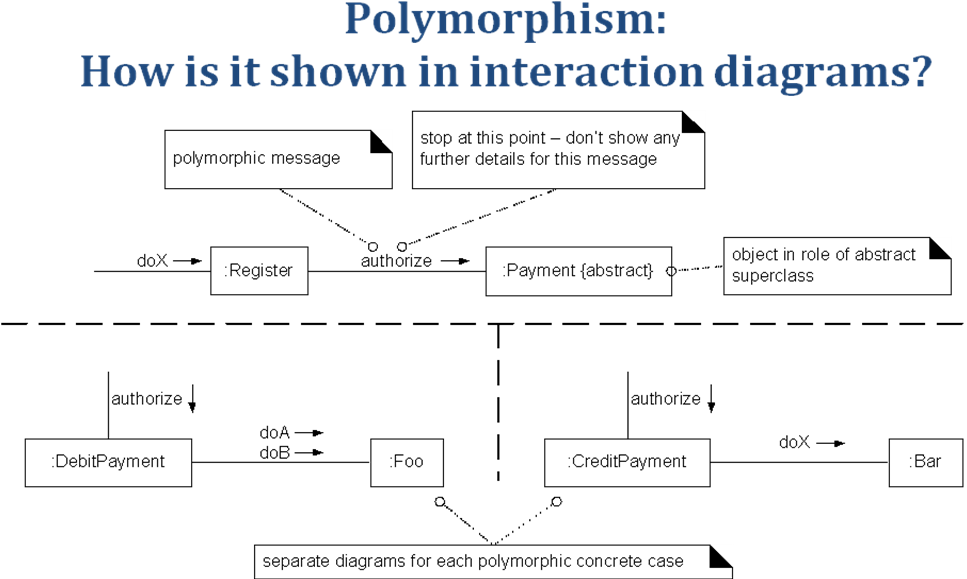 Polymorphism:
How is it shown in interaction diagrams?
polymorphic message
stop at this point – don't show any
further details for this message
doX
:Register
authorize
:Payment {abstract}
object in role of abstract
superclass
authorize
doA
doB
:DebitPayment
:Foo
authorize
doX
:CreditPayment
:Bar
separate diagrams for each polymorphic concrete case